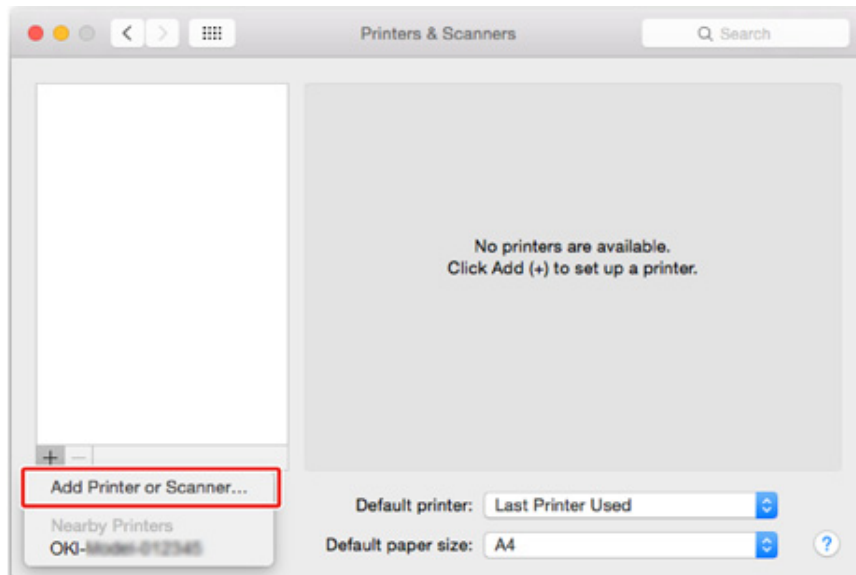 Printers & Scanners
Search
No printers are available.
Click Add (+) to set up a printer.
+ −
Add Printer or Scanner...
Nearby Printers
OKI-
Default printer: Last Printer Used
Default paper size: A4
?